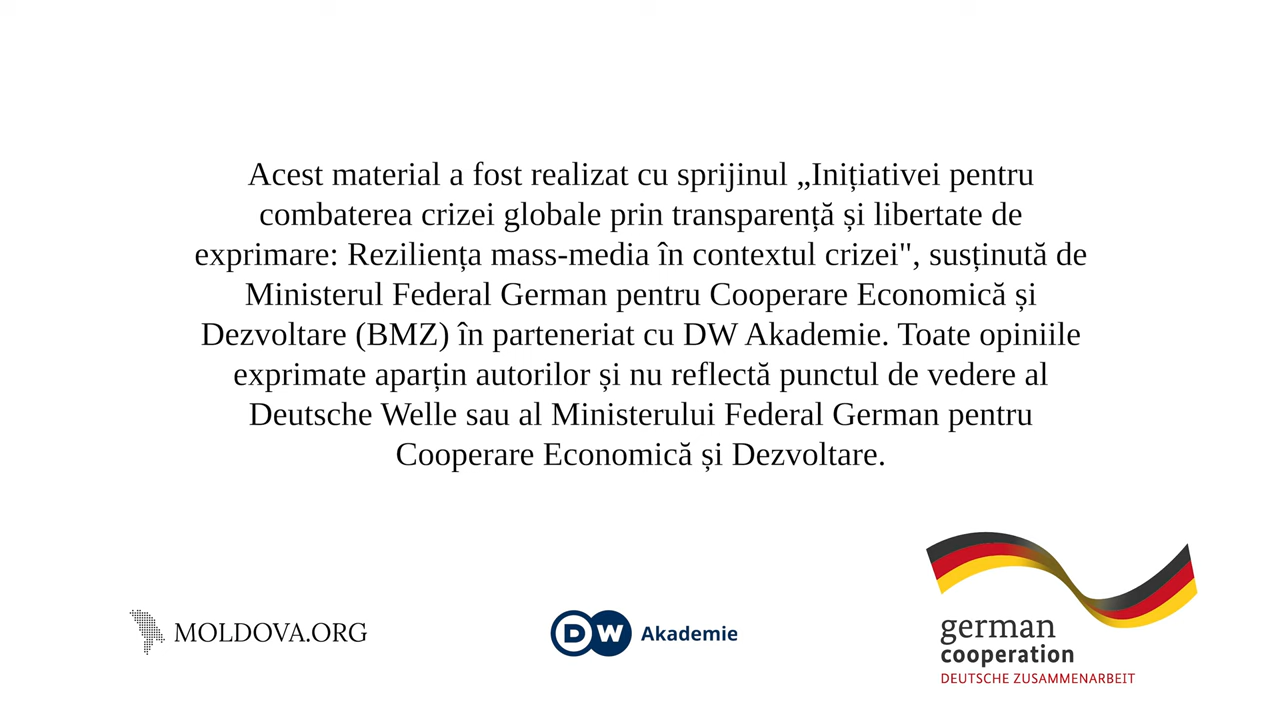 Acest material a fost realizat cu sprijinul „Inițiativei pentru
combaterea crizei globale prin transparență și libertate de
exprimare: Reziliența mass-media în contextul crizei", susținută de
Ministerul Federal German pentru Cooperare Economică și
Dezvoltare (BMZ) în parteneriat cu DW Akademie. Toate opiniile
exprimate aparțin autorilor și nu reflectă punctul de vedere al
Deutsche Welle sau al Ministerului Federal German pentru
Cooperare Economică și Dezvoltare.
MOLDOVA.ORG
DW Akademie
german
cooperation
DEUTSCHE ZUSAMMENARBEIT